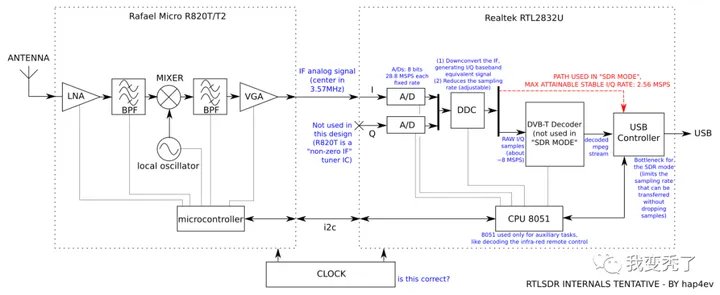 Rafael Micro R820T/T2
Realtek RTL2832U
ANTENNA
LNA
BPF
MIXER
BPF
VGA
local oscillator
microcontroller
IF analog signal
(center in
3.57MHz)
I
Not used in
this design
(R820T is a
"non-zero IF"
tuner IC)
Q
A/Ds: 8 bits
28.8 MSPS each
fixed rate
A/D
A/D
(1) Downconvert the IF,
generating I/Q baseband
equivalent signal
(2) Reduces the sampling
rate (adjustable)
DDC
PATH USED IN "SDR MODE",
MAX ATTAINABLE STABLE I/Q RATE: 2.56 MSPS
RAW I/Q
samples
(about
~8 MSPS)
DVB-T Decoder
(not used in
"SDR MODE"
decoded
mpeg
stream
USB
Controller
USB
Bottleneck for
the SDR mode
(limits the
sampling rate
that can be
transferred
without
dropping
samples)
i2c
CPU 8051
8051 used only for auxiliary tasks,
like decoding the infra-red remote control
CLOCK
is this correct?
我变秃了
RTLSDR INTERNALS TENTATIVE - BY hap4ev